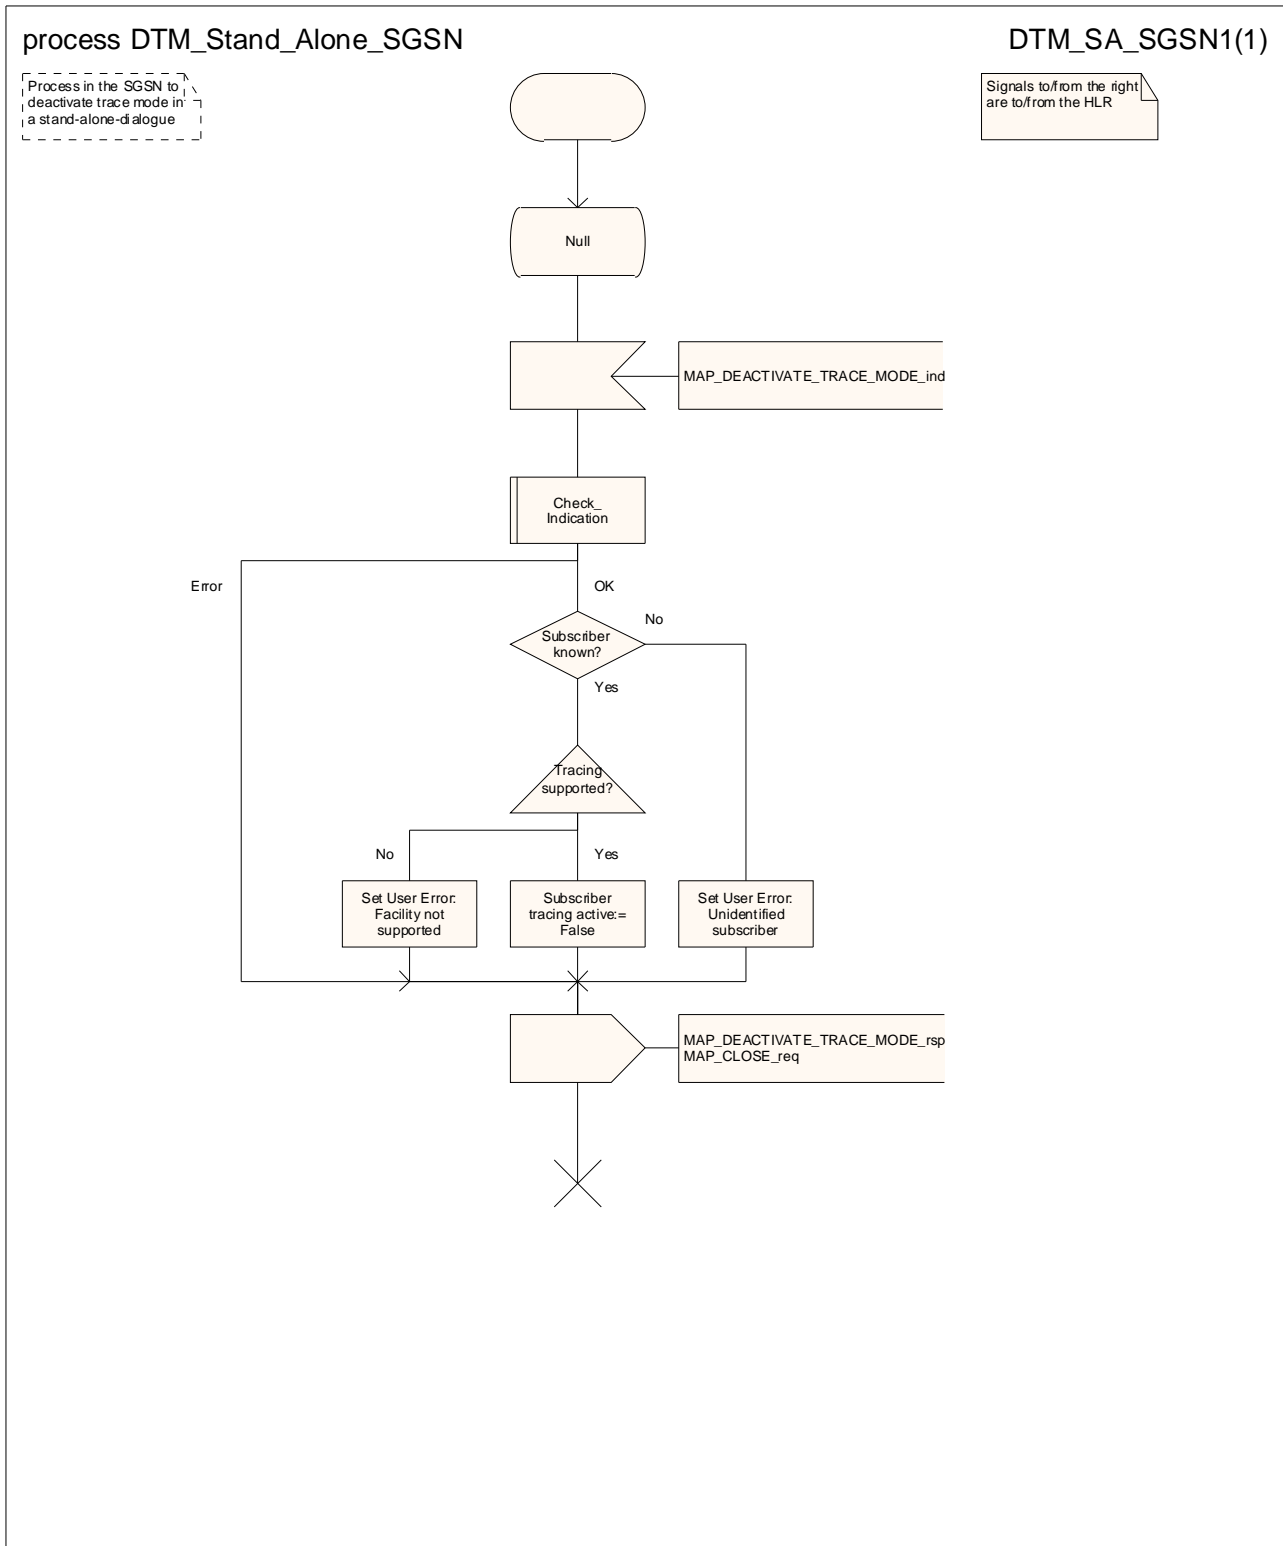 process DTM_Stand_Alone_SGSN
DTM_SA_SGSN1(1)
Process in the SGSN to
deactivate trace mode in
a stand-alone-dialogue
Signals to/from the right
are to/from the HLR
Null
MAP_DEACTIVATE_TRACE_MODE_ind
Check_
Indication
Error
OK
No
Subscriber
known?
Yes
Tracing
supported?
No
Yes
Set User Error:
Facility not
supported
Subscriber
tracing active:=
False
Set User Error:
Unidentified
subscriber
MAP_DEACTIVATE_TRACE_MODE_rsp
MAP_CLOSE_req